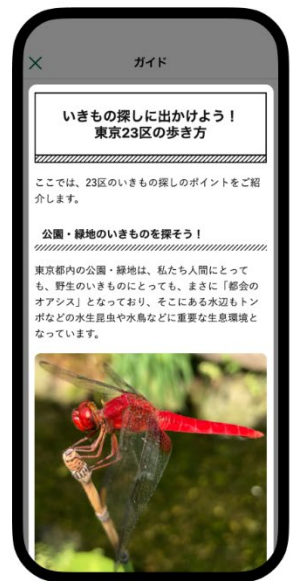 ガイド
いきもの探しに出かけよう！
東京23区の歩き方
ここでは、23区のいきもの探しのポイントをご紹
介します。
公園・緑地のいきものを探そう！
東京都内の公園・緑地は、私たち人間にとって
も、野生のいきものにとっても、まさに「都会の
オアシス」となっており、そこにある水辺もトン
ボなどの水生昆虫や水鳥などに重要な生息環境と
なっています。